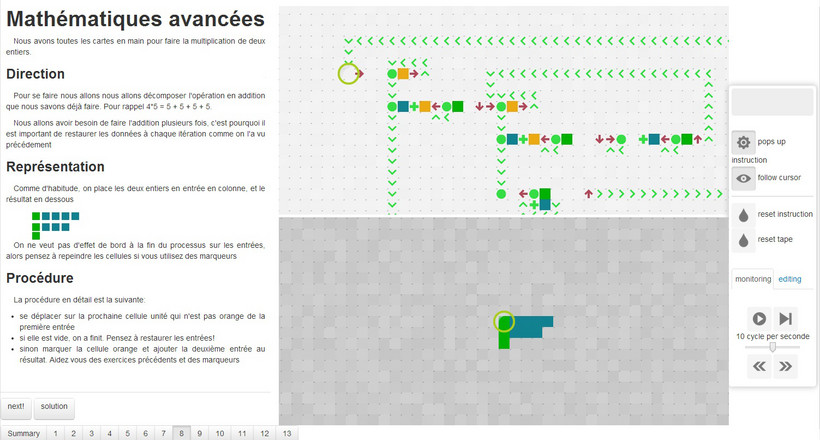 Mathématiques avancées
Nous avons toutes les cartes en main pour faire la multiplication de deux
entiers.
Direction
Pour se faire nous allons nous allons décomposer l'opération en addition
que nous savons déjà faire. Pour rappel 4*5 = 5 + 5 + 5 + 5.
Nous allons avoir besoin de faire l'addition plusieurs fois, c'est pourquoi il
est important de restaurer les données à chaque itération comme on l'a vu
précédement
Représentation
Comme d'habitude, on place les deux entiers en entrée en colonne, et le
résultat en dessous
On ne veut pas d'effet de bord à la fin du processus sur les entrées,
alors pensez à repeindre les cellules si vous utilisez des marqueurs
Procédure
La procédure en détail est la suivante:
se déplacer sur la prochaine cellule unité qui n'est pas orange de la
première entrée
si elle est vide, on a finit. Pensez à restaurer les entrées!
sinon marquer la cellule orange et ajouter la deuxième entrée au
résultat. Aidez vous des exercices précédents et des marqueurs
next! solution
Summary 1 2 3 4 5 6 7 8 9 10 11 12 13
pops up
instruction
follow cursor
reset instruction
reset tape
monitoring editing
10 cycle per seconde